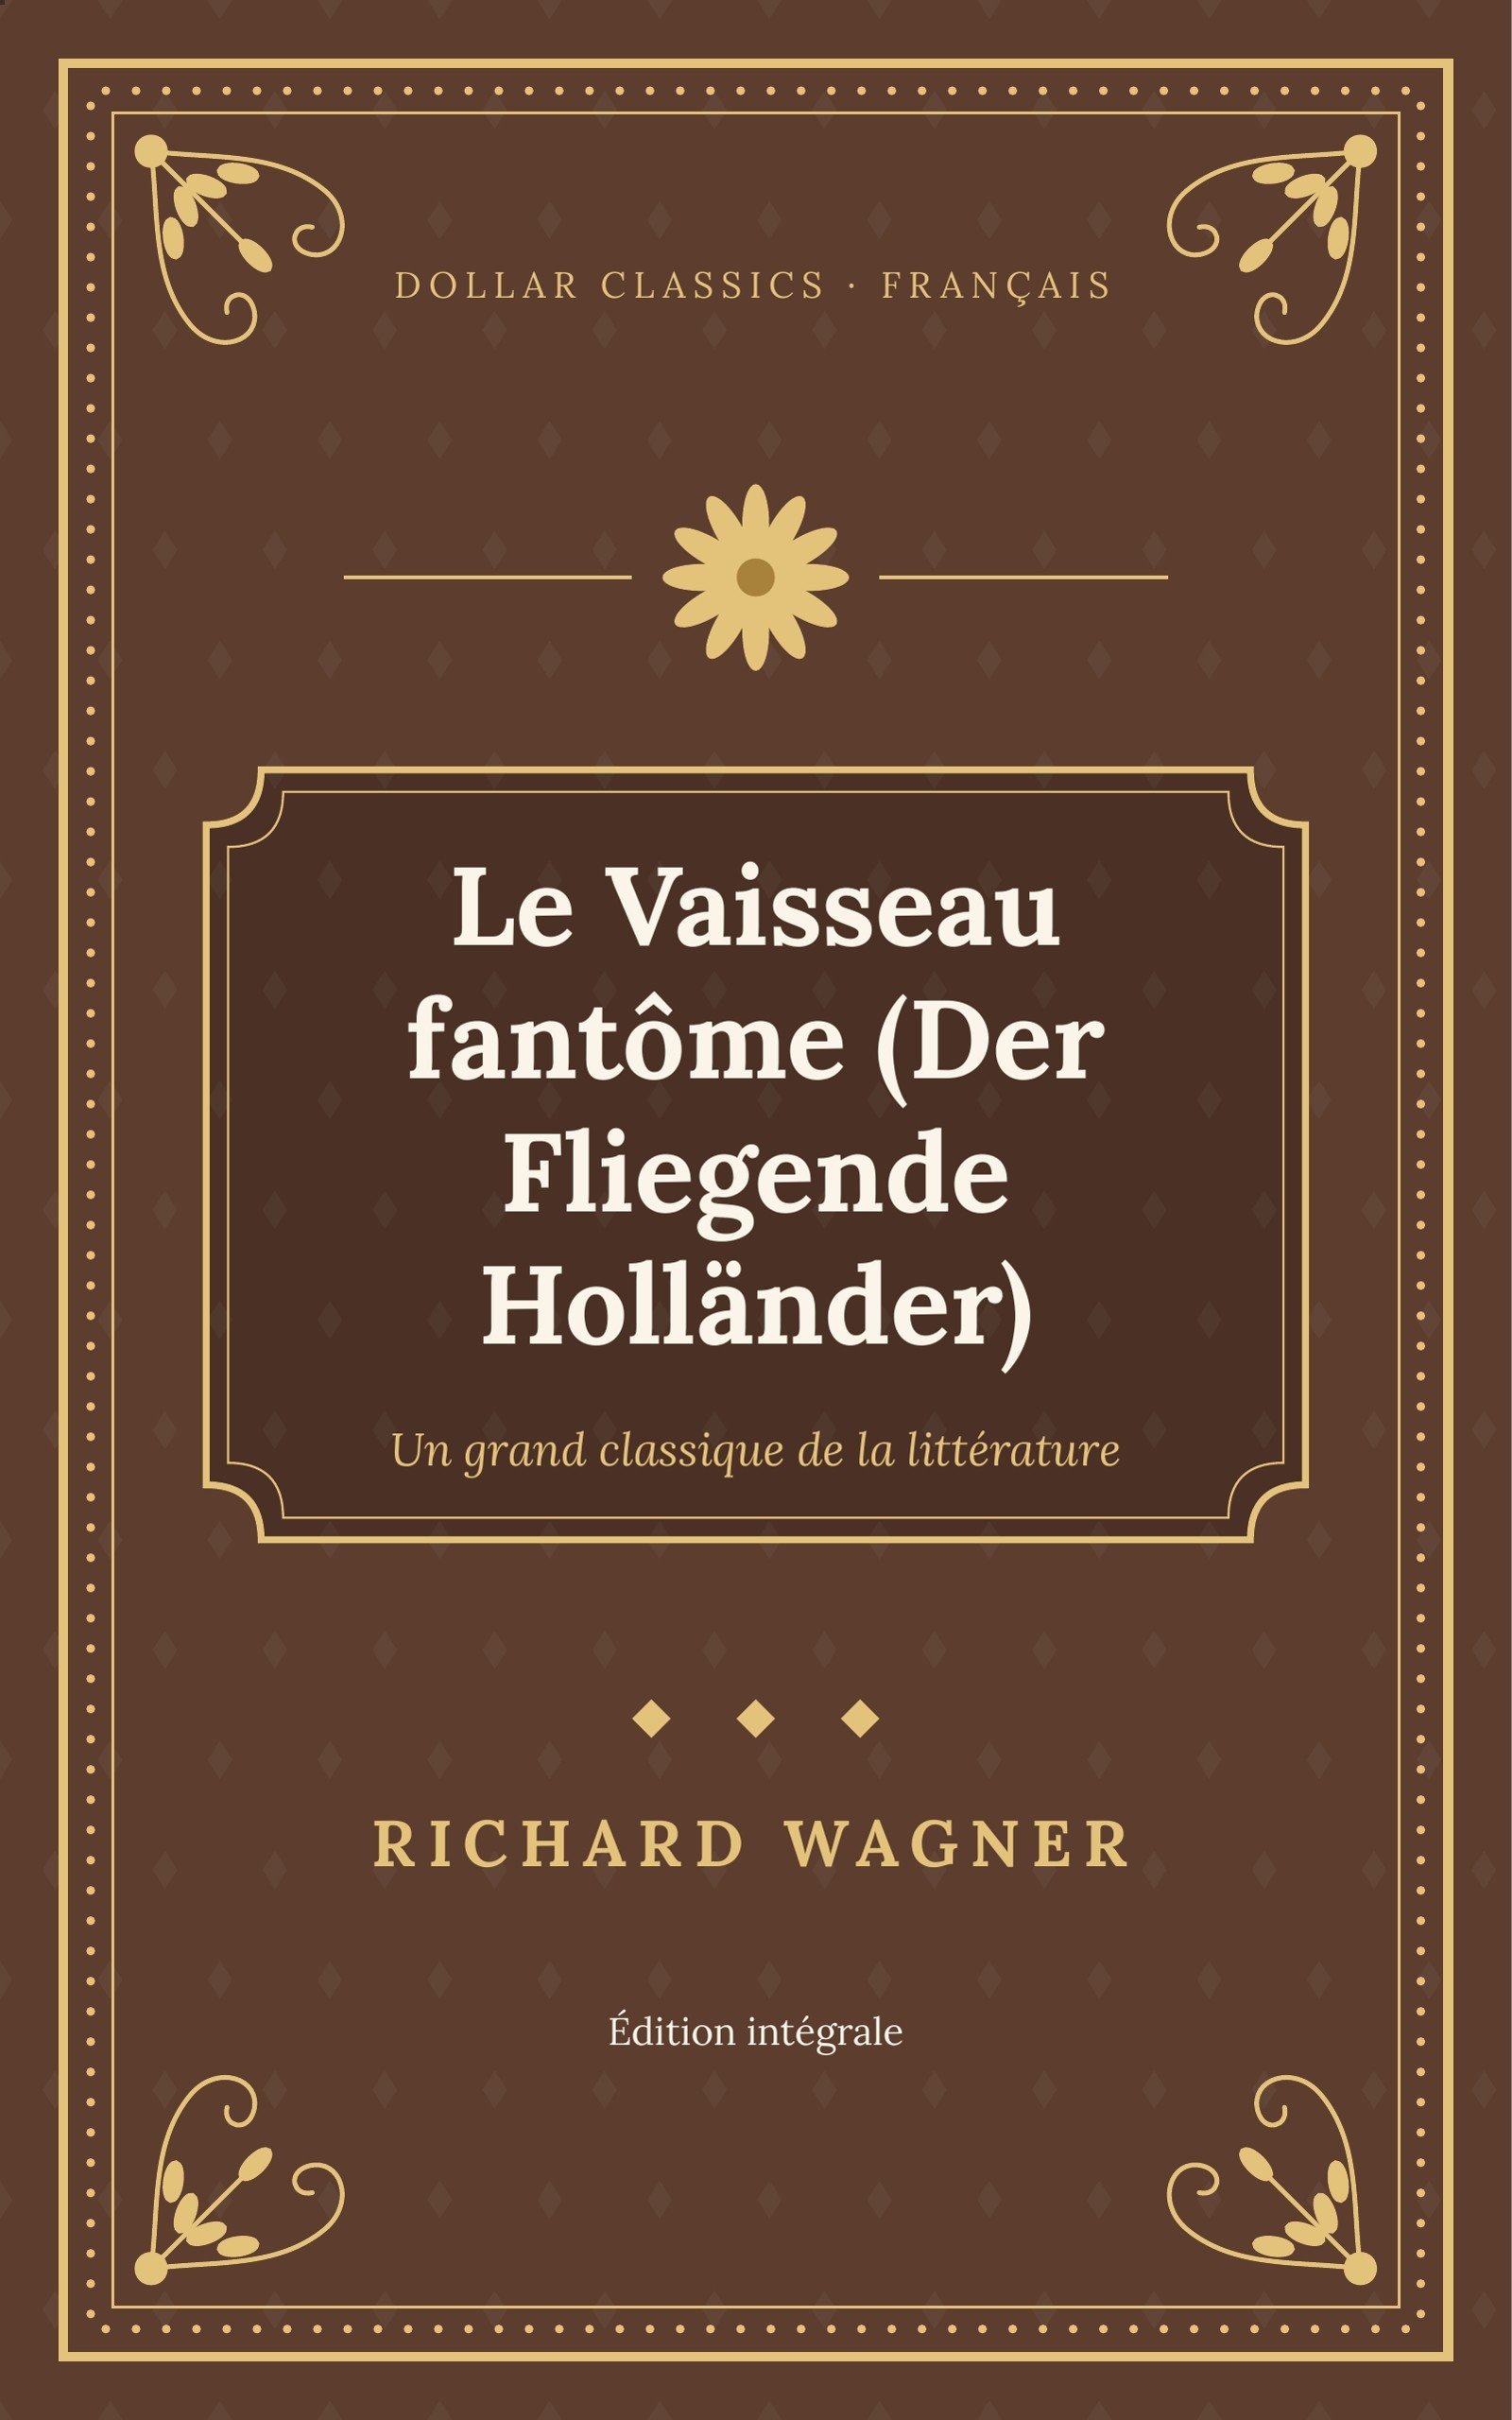 DOLLAR CLASSICS · FRANÇAIS
Le Vaisseau
fantôme (Der
Fliegende
Holländer)
Un grand classique de la littérature
RICHARD WAGNER
Édition intégrale